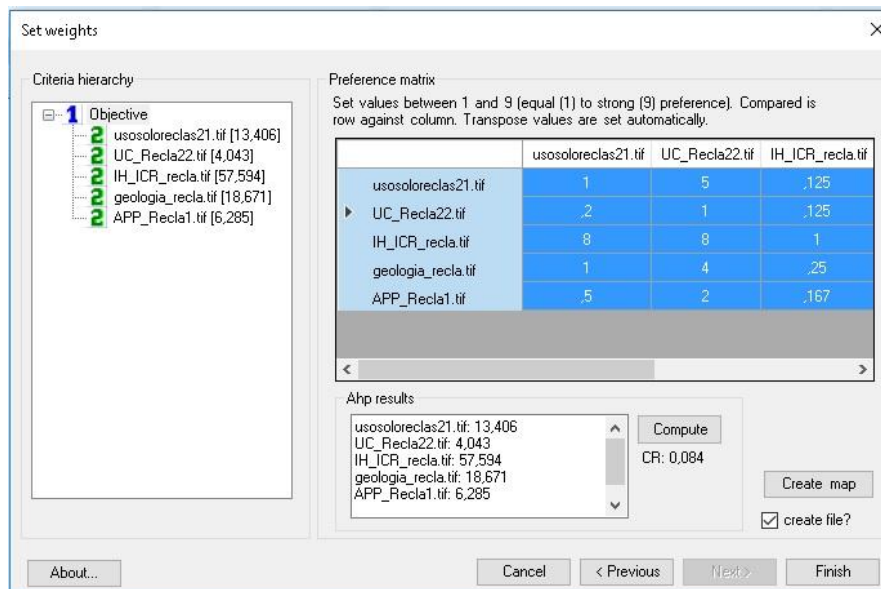 Set weights
Criteria hierarchy
1 Objective
2 usosoloreclas21.tif [13,406]
2 UC_Recla22.tif [4,043]
2 IH_ICR_recla.tif [57,594]
2 geologia_recla.tif [18,671]
2 APP_Recla1.tif [6,285]
Preference matrix
Set values between 1 and 9 (equal (1) to strong (9) preference). Compared is
row against column. Transpose values are set automatically.
usosoloreclas21.tif UC_Recla22.tif IH_ICR_recla.tif
usosoloreclas21.tif 1 5 ,125
UC_Recla22.tif ,2 1 ,125
IH_ICR_recla.tif 8 8 1
geologia_recla.tif 1 4 ,25
APP_Recla1.tif ,5 2 ,167
Ahp results
usosoloreclas21.tif: 13,406
UC_Recla22.tif: 4,043
IH_ICR_recla.tif: 57,594
geologia_recla.tif: 18,671
APP_Recla1.tif: 6,285
Compute
CR: 0,084
Create map
create file?
About...
Cancel
< Previous
Next >
Finish